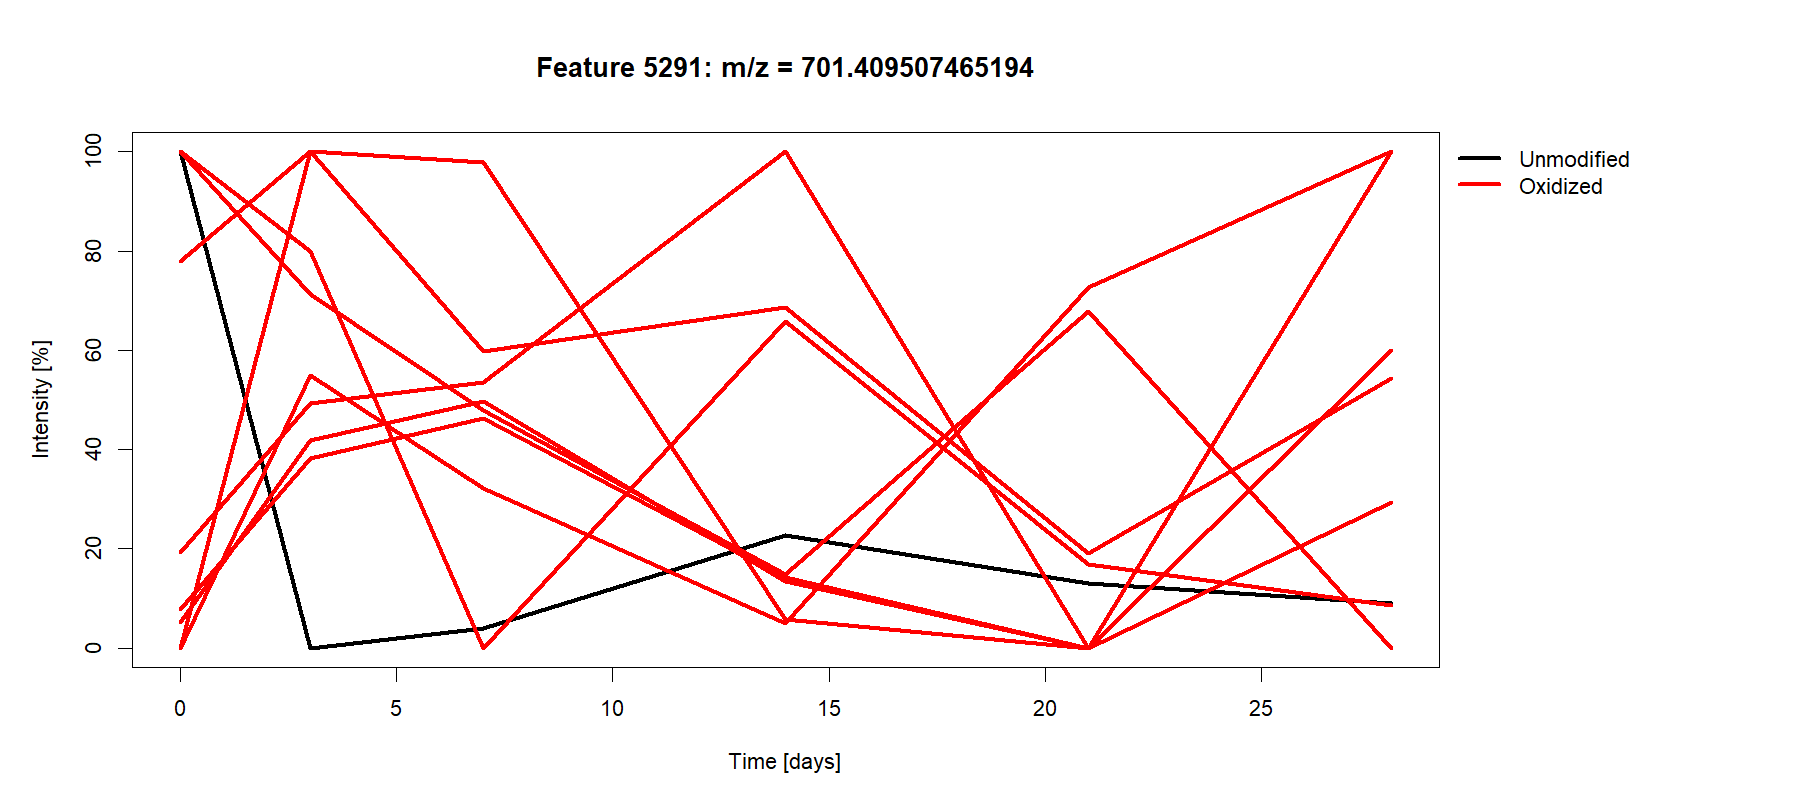 Feature 5291: m/z = 701.409507465194
Unmodified
Oxidized
Intensity [%]
100
80
60
40
20
0
0 5 10 15 20 25
Time [days]